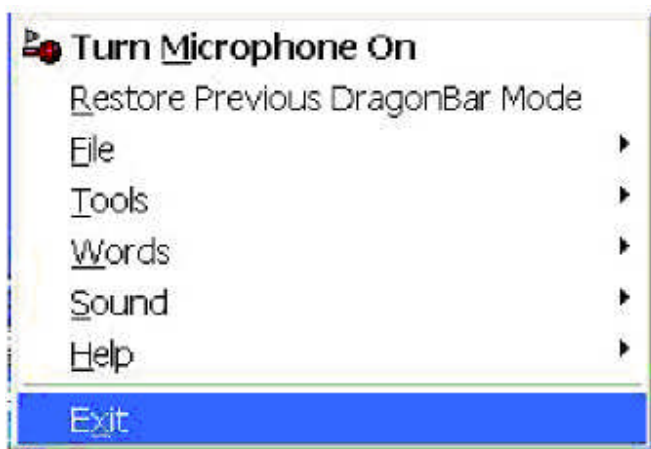 Turn Microphone On
Restore Previous DragonBar Mode
File
Tools
Words
Sound
Help
Exit